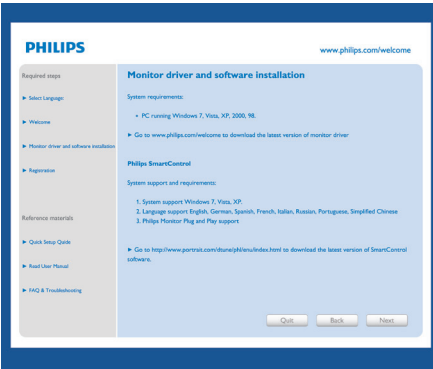 PHILIPS
www.philips.com/welcome
Required steps
Select Language:
Welcome
Monitor driver and software installation
Registration
Reference materials
Quick Setup Quide
Read User Manual
FAQ & Troubleshooting
Monitor driver and software installation
System requirements:
PC running Windows 7, Vista, XP, 2000, 98.
Go to www.philips.com/welcome to download the latest version of monitor driver
Philips SmartControl
System support and requirements:
1. System support Windows 7, Vista, XP.
2. Language support English, German, Spanish, French, Italian, Russian, Portuguese, Simplified Chinese
3. Philips Monitor Plug and Play support
Go to http://www.portrait.com/dtune/phl/enu/index.html to download the latest version of SmartControl
software.
Quit
Back
Next